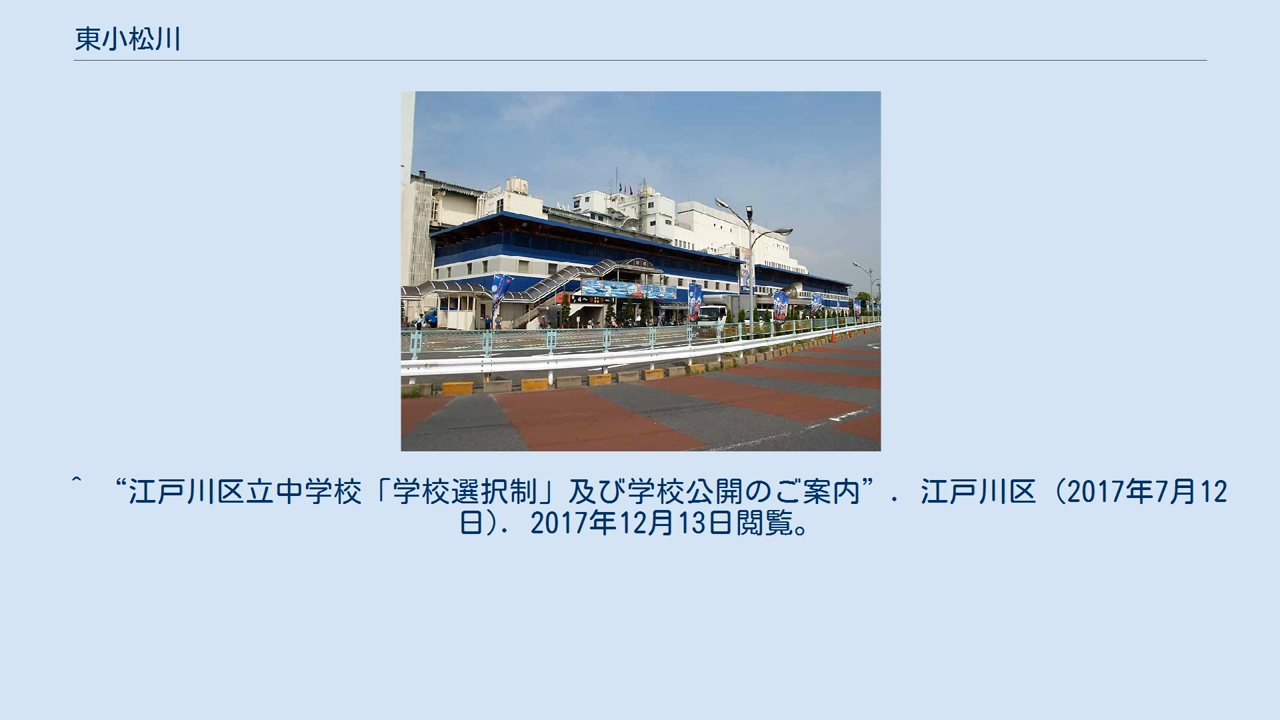 東小松川
^ “江戸川区立中学校「学校選択制」及び学校公開のご案内”. 江戸川区 (2017年7月12
日). 2017年12月13日閲覧。